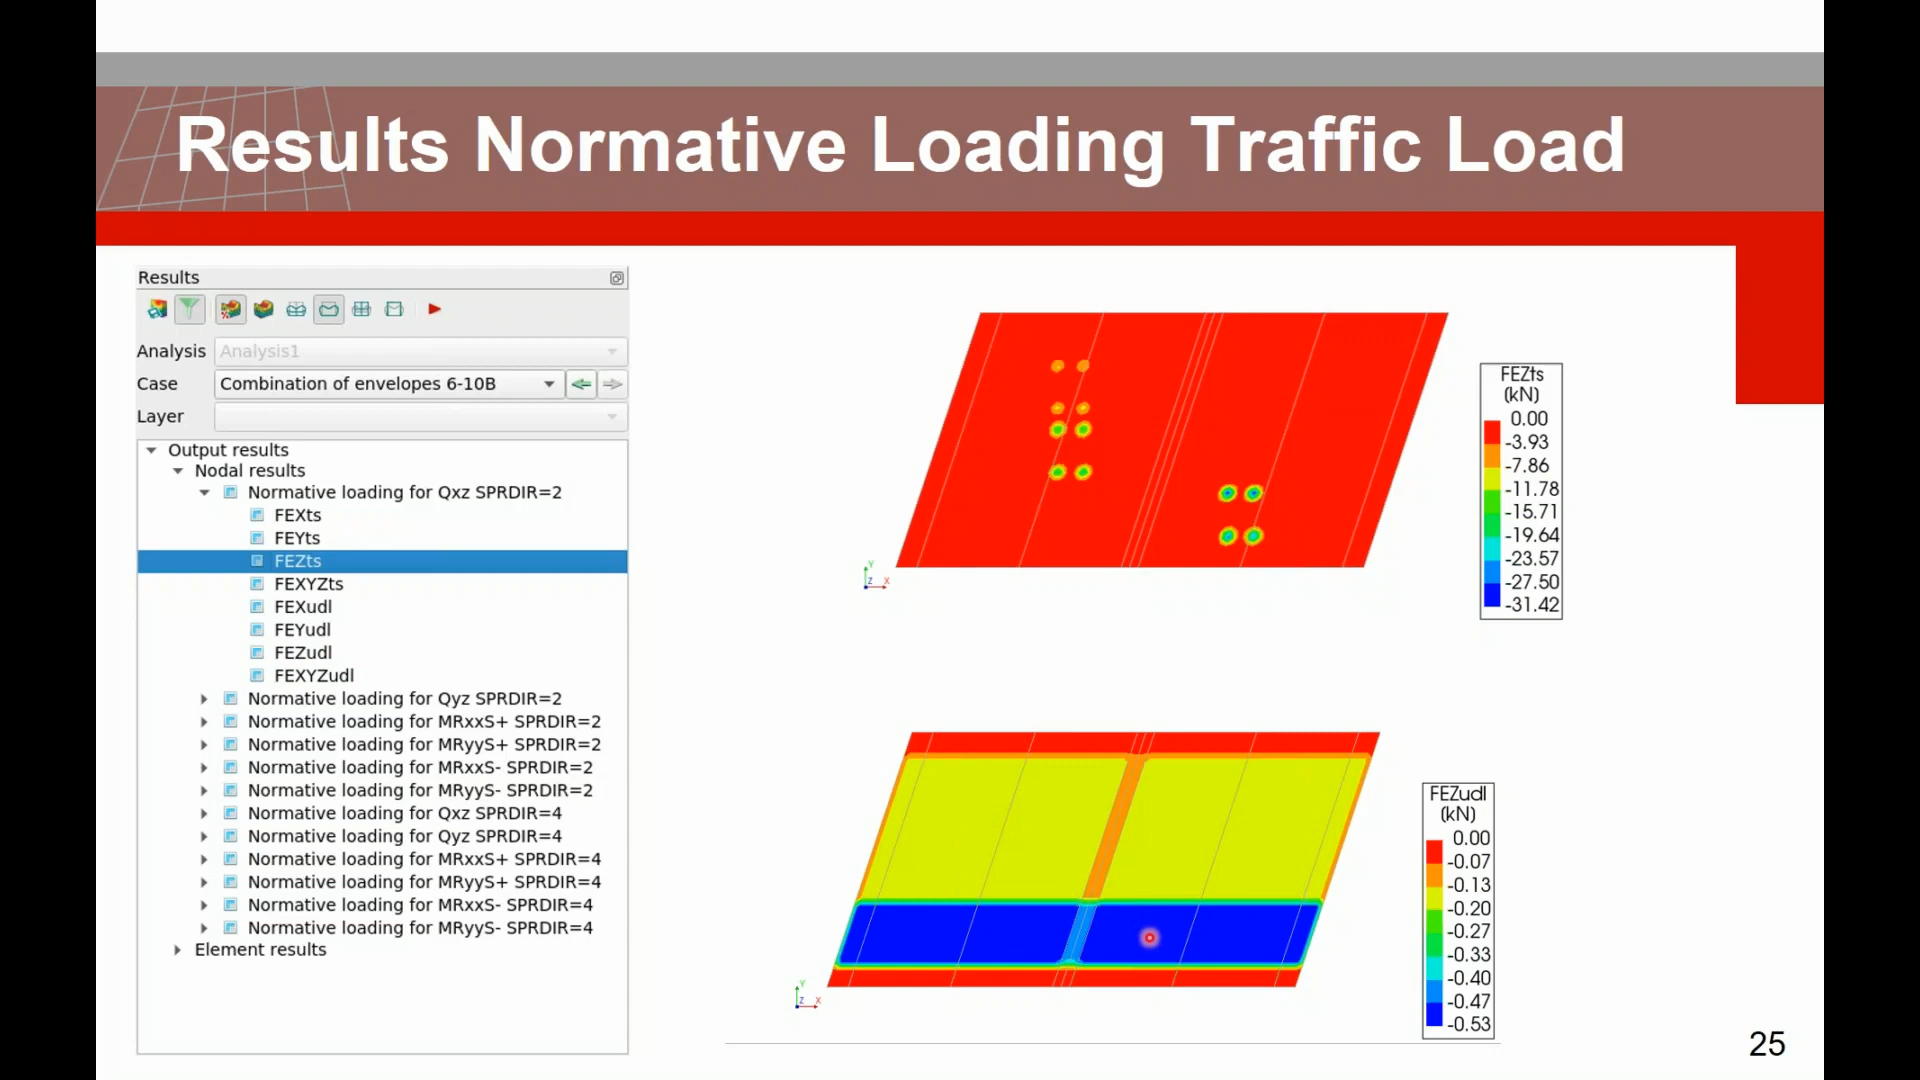 Results Normative Loading Traffic Load
Results
Analysis Analysis1
Case Combination of envelopes 6-10B
Layer
Output results
Nodal results
Normative loading for Qxz SPRDIR=2
FEXts
FEYts
FEZts
FEXYZts
FEXudl
FEYudl
FEZudl
FEXYZudl
Normative loading for Qyz SPRDIR=2
Normative loading for MRxxS+ SPRDIR=2
Normative loading for MRyyS+ SPRDIR=2
Normative loading for MRxxS- SPRDIR=2
Normative loading for MRyyS- SPRDIR=2
Normative loading for Qxz SPRDIR=4
Normative loading for Qyz SPRDIR=4
Normative loading for MRxxS+ SPRDIR=4
Normative loading for MRyyS+ SPRDIR=4
Normative loading for MRxxS- SPRDIR=4
Normative loading for MRyyS- SPRDIR=4
Element results
Y
Z X
FEZts
(kN)
0.00
-3.93
-7.86
-11.78
-15.71
-19.64
-23.57
-27.50
-31.42
Y
Z X
FEZudl
(kN)
0.00
-0.07
-0.13
-0.20
-0.27
-0.33
-0.40
-0.47
-0.53
25